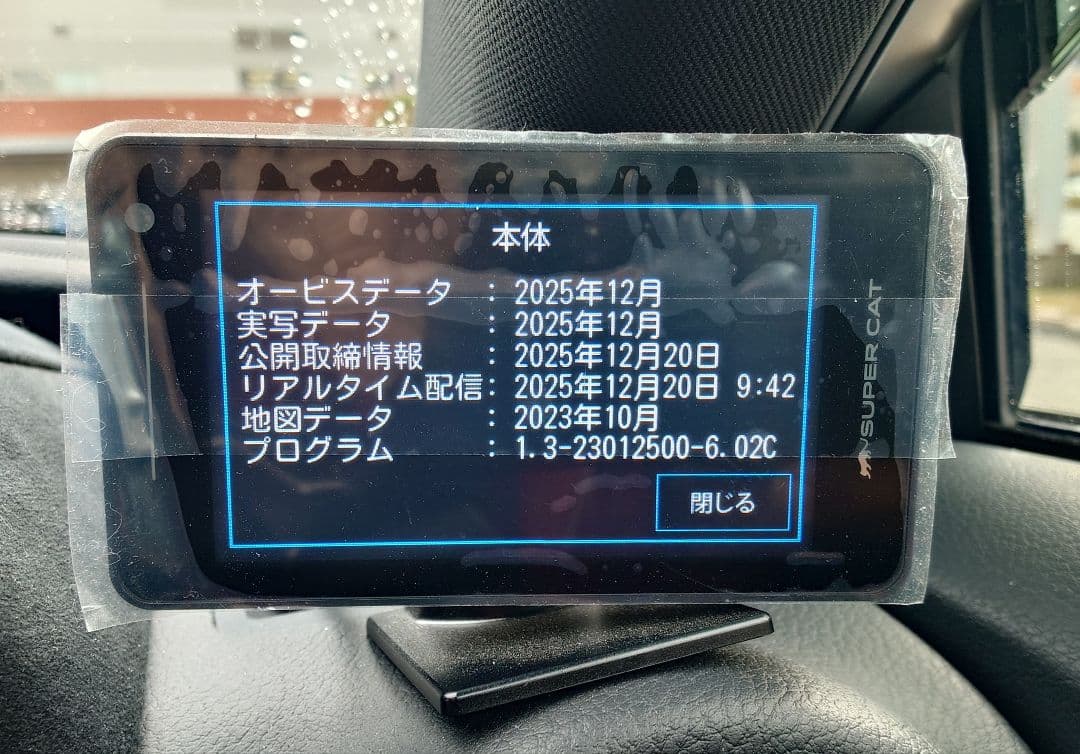 本体
オービスデータ : 2025年12月
実写データ : 2025年12月
公開取締情報 : 2025年12月20日
リアルタイム配信 : 2025年12月20日 9:42
地図データ : 2023年10月
プログラム : 1.3-23012500-6.02C
閉じる
SUPER CAT